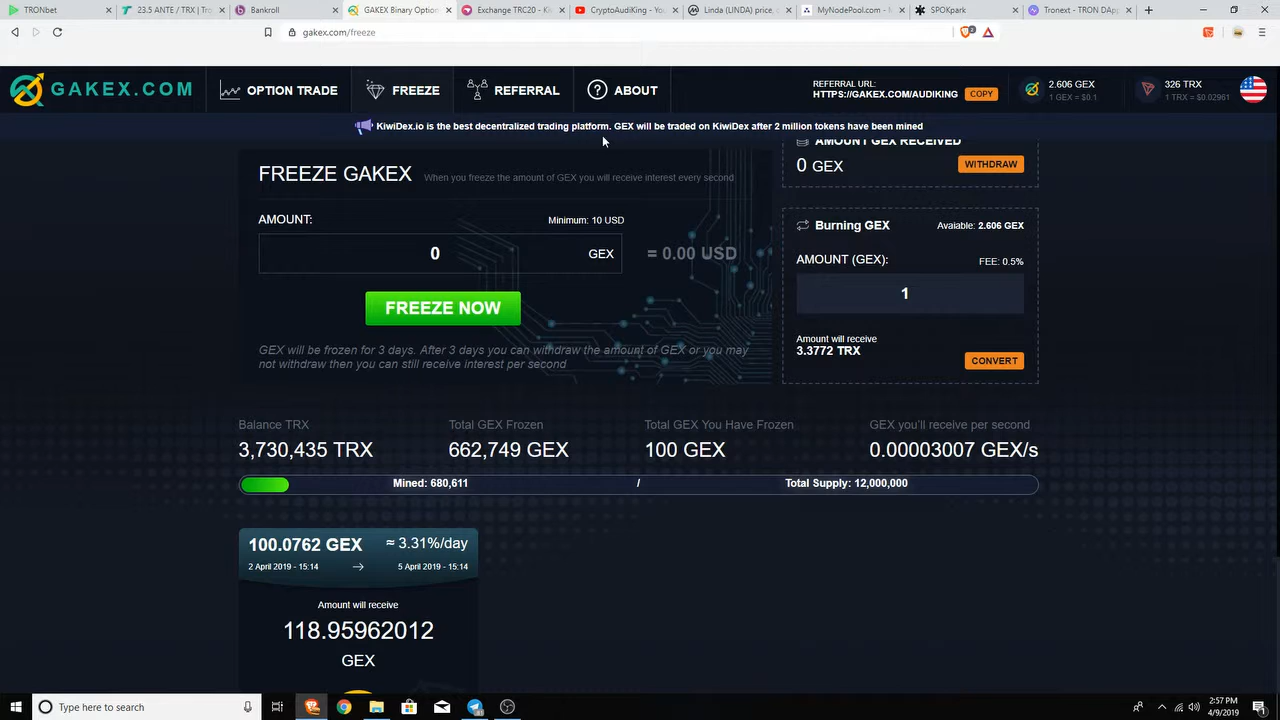 TRONbet
23.5 ANTE / TRX | Tro
Bankroll
GAKEX Binary Optio
Exchange TRC20 - Ki
CryptoAudiKing - You
Linda (LINDA) price,
MyNodePool.com - M
SPOKpark
Tronext - TRON DAp
gakex.com/freeze
GAKEX.COM
OPTION TRADE
FREEZE
REFERRAL
ABOUT
REFERRAL URL:
HTTPS://GAKEX.COM/AUDIKING
COPY
2.606 GEX
1 GEX = $0.1
326 TRX
1 TRX = $0.02961
KiwiDex.io is the best decentralized trading platform. GEX will be traded on KiwiDex after 2 million tokens have been mined
FREEZE GAKEX
When you freeze the amount of GEX you will receive interest every second
AMOUNT:
Minimum: 10 USD
0
GEX
= 0.00 USD
FREEZE NOW
GEX will be frozen for 3 days. After 3 days you can withdraw the amount of GEX or you may
not withdraw then you can still receive interest per second
AMOUNT GEX RECEIVED
0 GEX
WITHDRAW
Burning GEX
Avaiable: 2.606 GEX
AMOUNT (GEX):
FEE: 0.5%
1
Amount will receive
3.3772 TRX
CONVERT
Balance TRX
3,730,435 TRX
Total GEX Frozen
662,749 GEX
Total GEX You Have Frozen
100 GEX
GEX you'll receive per second
0.00003007 GEX/s
Mined: 680,611
/
Total Supply: 12,000,000
100.0762 GEX
≈ 3.31%/day
2 April 2019 - 15:14
5 April 2019 - 15:14
Amount will receive
118.95962012
GEX
Type here to search
2:57 PM
4/9/2019